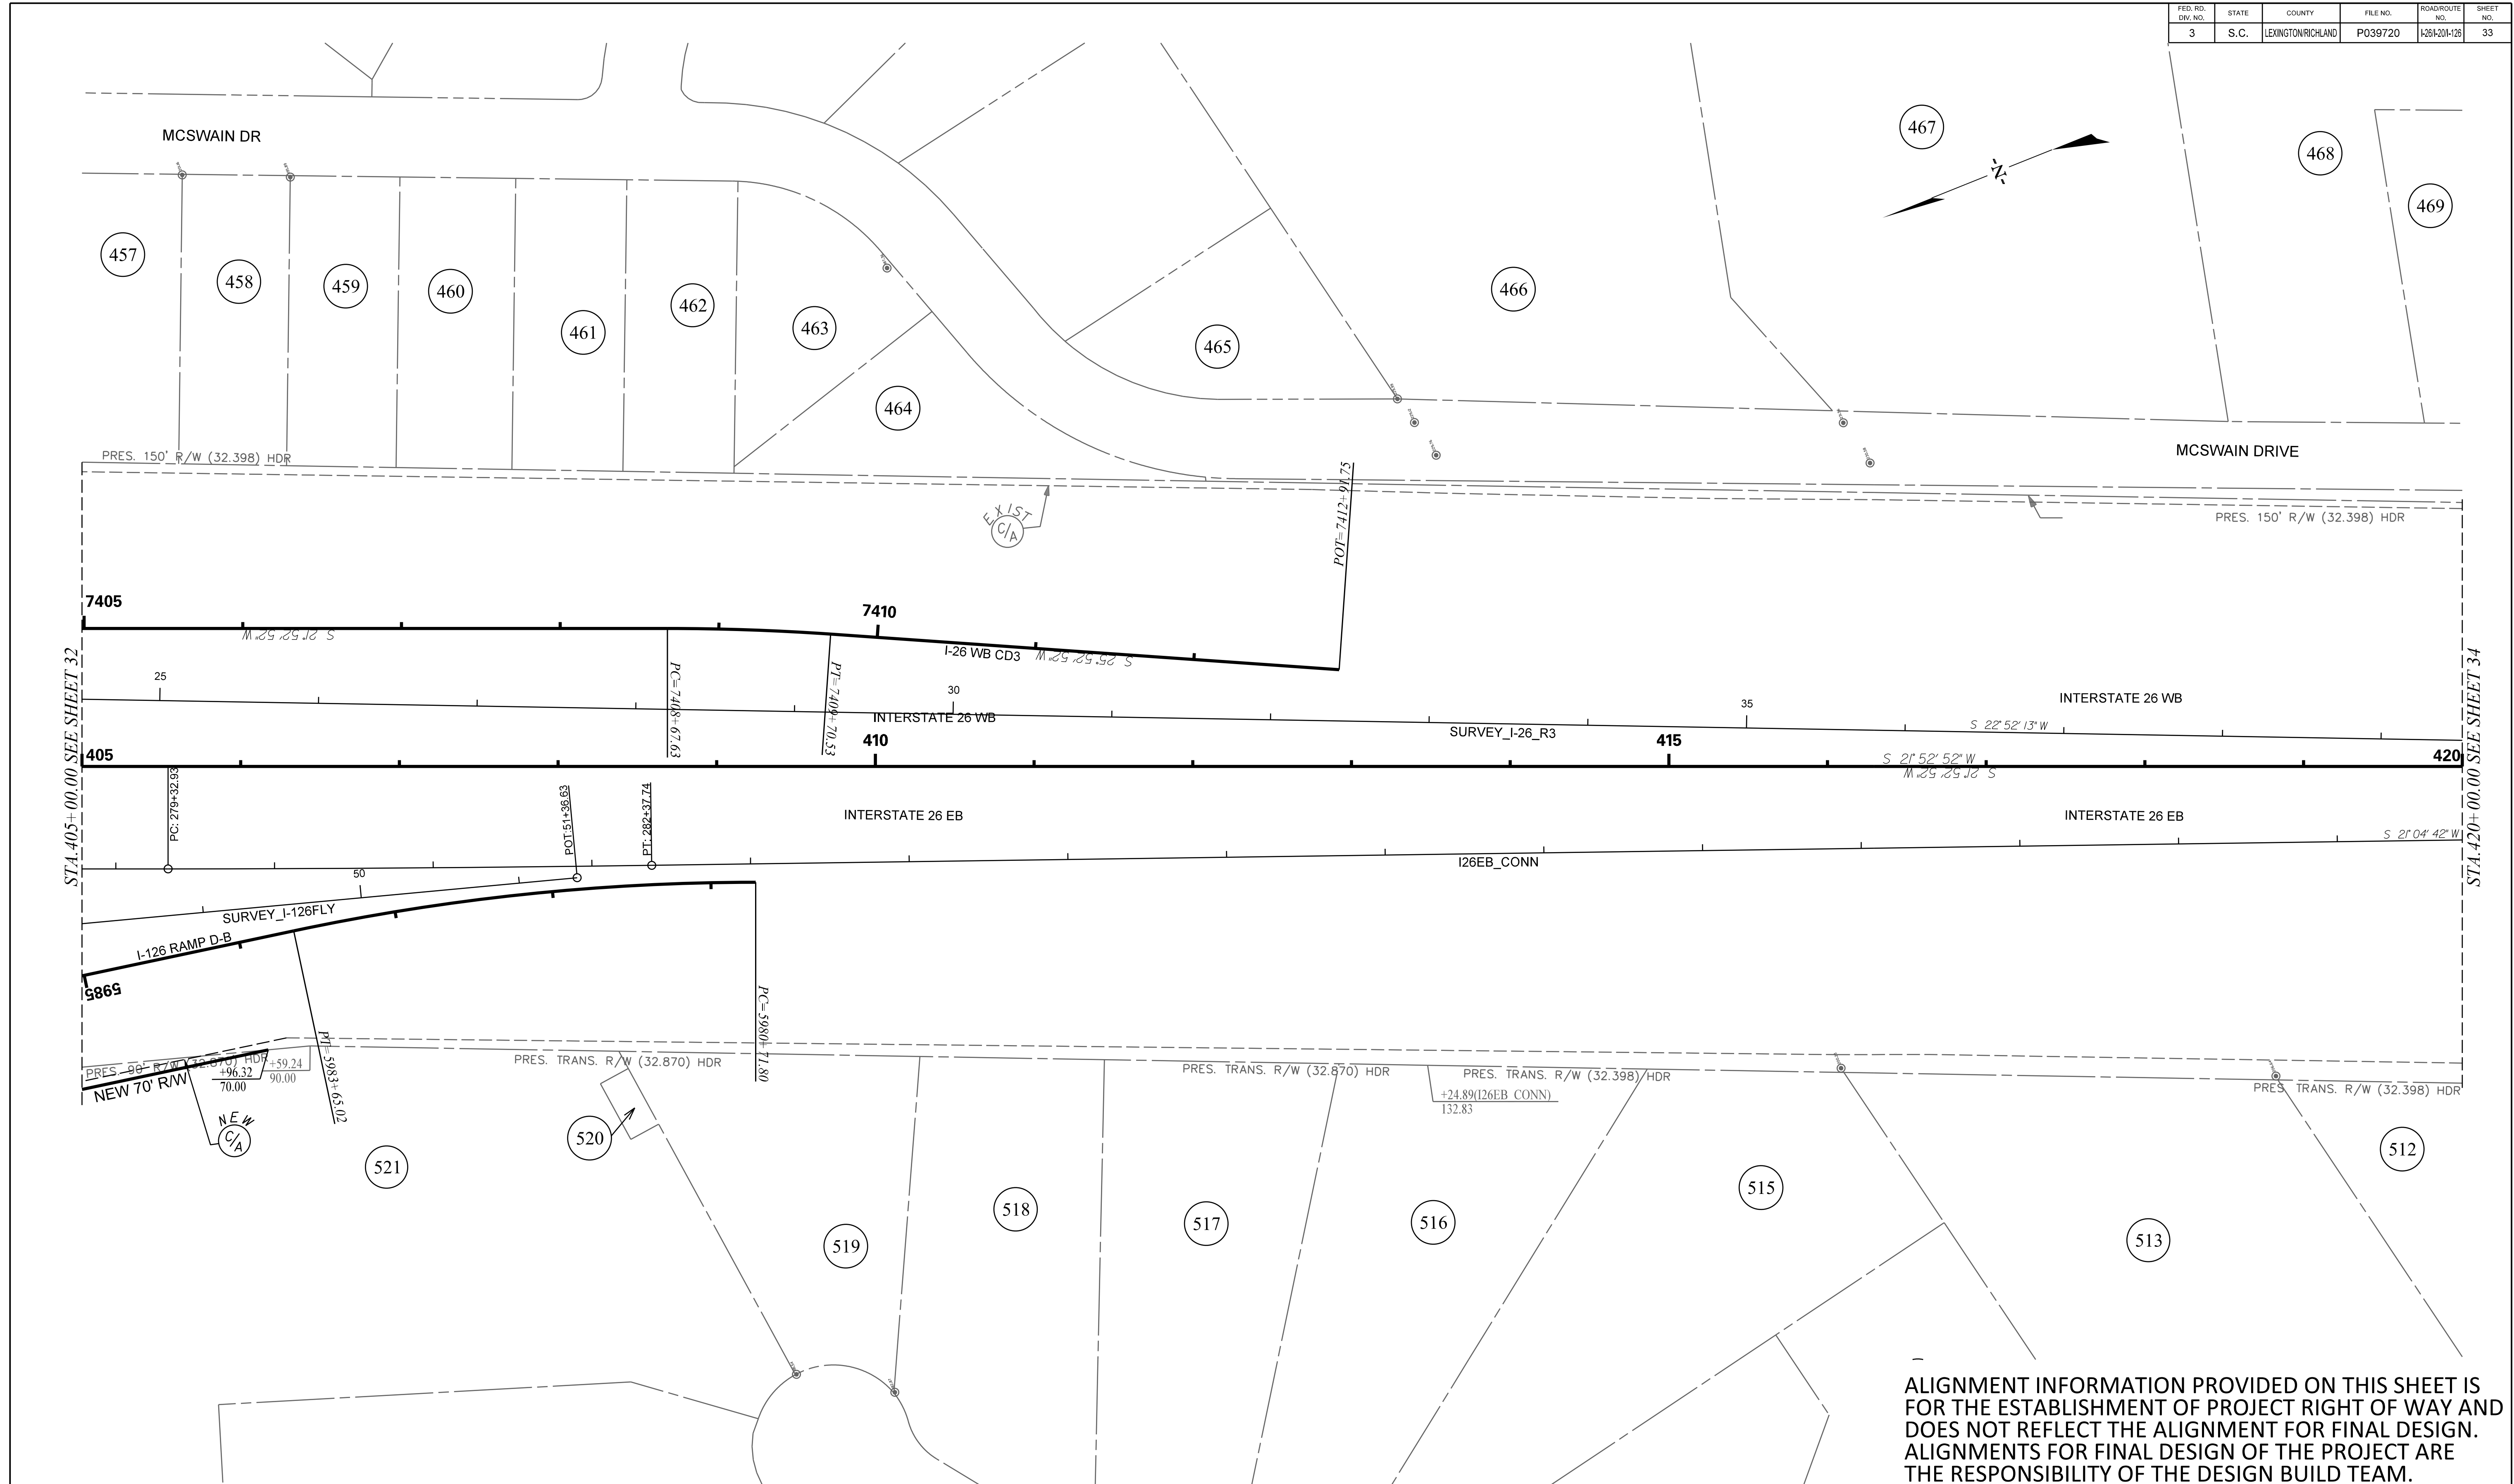 FED. RD. DIV. NO.
STATE
COUNTY
FILE NO.
ROAD/ROUTE NO.
SHEET NO.
3
S.C.
LEXINGTON/RICHLAND
P039720
I-26/I-20/I-126
33
MCSWAIN DR
467
-N-
468
469
457
458
459
460
461
462
463
464
465
466
MCSWAIN DRIVE
PRES. 150' R/W (32.398) HDR
EXIST
C/A
POT=7412+91.75
PRES. 150' R/W (32.398) HDR
7405
7410
S 21°52'52" W
I-26 WB CD3
S 25°52'52" W
STA.405+00.00 SEE SHEET 32
25
30
35
PC=7408+67.63
PT=7409+70.53
INTERSTATE 26 WB
INTERSTATE 26 WB
SURVEY_I-26_R3
S 22°52'13" W
STA.420+00.00 SEE SHEET 34
405
410
415
420
S 21°52'52" W
S 21°52'52" W
PC: 279+32.93
POT:51+36.63
PT: 282+37.74
INTERSTATE 26 EB
INTERSTATE 26 EB
S 21°04'42" W
I26EB_CONN
50
SURVEY_I-126FLY
I-126 RAMP D-B
5985
PT=5983+65.02
PC=5980+71.80
PRES. 90' R/W (32.870) HDR
+96.32
70.00
+59.24
90.00
NEW 70' R/W
NEW
C/A
PRES. TRANS. R/W (32.870) HDR
PRES. TRANS. R/W (32.870) HDR
PRES. TRANS. R/W (32.398) HDR
PRES. TRANS. R/W (32.398) HDR
+24.89(I26EB_CONN)
132.83
520
521
519
518
517
516
515
513
512
ALIGNMENT INFORMATION PROVIDED ON THIS SHEET IS
FOR THE ESTABLISHMENT OF PROJECT RIGHT OF WAY AND
DOES NOT REFLECT THE ALIGNMENT FOR FINAL DESIGN.
ALIGNMENTS FOR FINAL DESIGN OF THE PROJECT ARE
THE RESPONSIBILITY OF THE DESIGN BUILD TEAM.